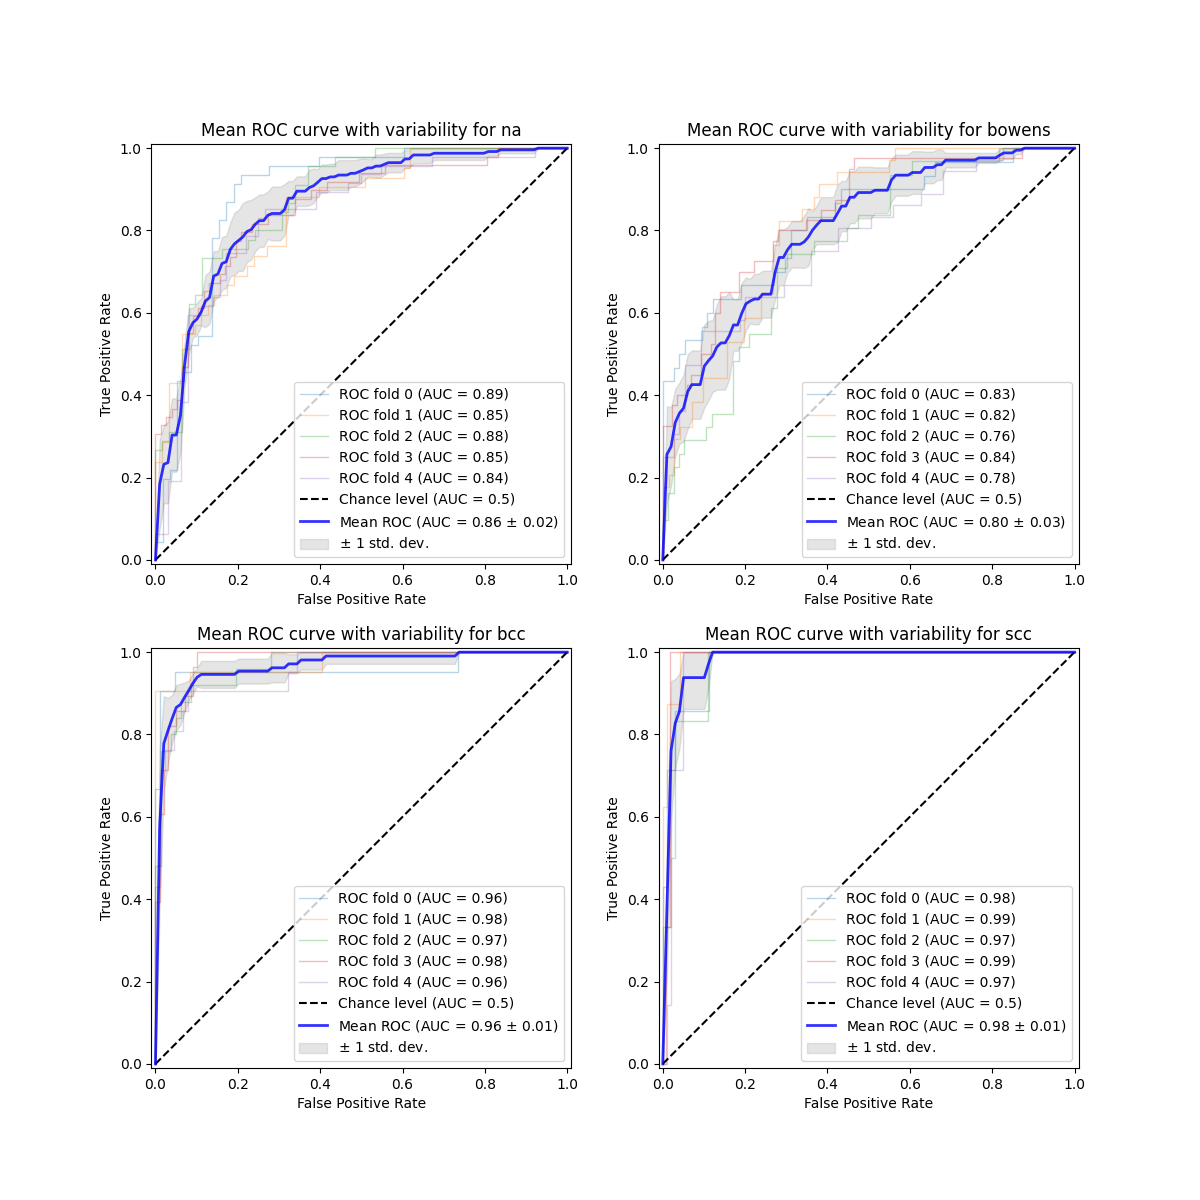 Mean ROC curve with variability for na
1.0
0.8
0.6
0.4
0.2
0.0
True Positive Rate
ROC fold 0 (AUC = 0.89)
ROC fold 1 (AUC = 0.85)
ROC fold 2 (AUC = 0.88)
ROC fold 3 (AUC = 0.85)
ROC fold 4 (AUC = 0.84)
Chance level (AUC = 0.5)
Mean ROC (AUC = 0.86 ± 0.02)
± 1 std. dev.
0.0 0.2 0.4 0.6 0.8 1.0
False Positive Rate
Mean ROC curve with variability for bowens
1.0
0.8
0.6
0.4
0.2
0.0
True Positive Rate
ROC fold 0 (AUC = 0.83)
ROC fold 1 (AUC = 0.82)
ROC fold 2 (AUC = 0.76)
ROC fold 3 (AUC = 0.84)
ROC fold 4 (AUC = 0.78)
Chance level (AUC = 0.5)
Mean ROC (AUC = 0.80 ± 0.03)
± 1 std. dev.
0.0 0.2 0.4 0.6 0.8 1.0
False Positive Rate
Mean ROC curve with variability for bcc
1.0
0.8
0.6
0.4
0.2
0.0
True Positive Rate
ROC fold 0 (AUC = 0.96)
ROC fold 1 (AUC = 0.98)
ROC fold 2 (AUC = 0.97)
ROC fold 3 (AUC = 0.98)
ROC fold 4 (AUC = 0.96)
Chance level (AUC = 0.5)
Mean ROC (AUC = 0.96 ± 0.01)
± 1 std. dev.
0.0 0.2 0.4 0.6 0.8 1.0
False Positive Rate
Mean ROC curve with variability for scc
1.0
0.8
0.6
0.4
0.2
0.0
True Positive Rate
ROC fold 0 (AUC = 0.98)
ROC fold 1 (AUC = 0.99)
ROC fold 2 (AUC = 0.97)
ROC fold 3 (AUC = 0.99)
ROC fold 4 (AUC = 0.97)
Chance level (AUC = 0.5)
Mean ROC (AUC = 0.98 ± 0.01)
± 1 std. dev.
0.0 0.2 0.4 0.6 0.8 1.0
False Positive Rate